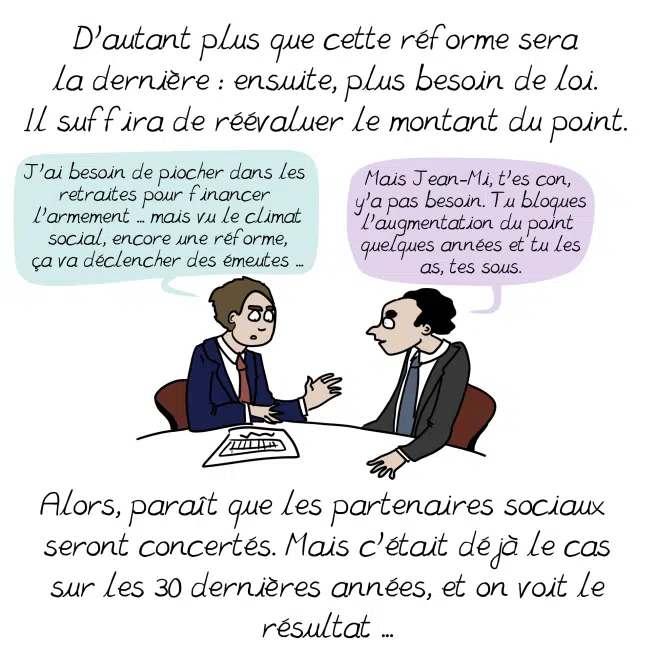 D'autant plus que cette réforme sera
la dernière : ensuite, plus besoin de loi.
Il suffira de réévaluer le montant du point.
J'ai besoin de piocher dans les
retraites pour financer
l'armement ... mais vu le climat
social, encore une réforme,
ça va déclencher des émeutes ...
Mais Jean-Mi, t'es con,
y'a pas besoin. Tu bloques
l'augmentation du point
quelques années et tu les
as, tes sous.
Alors, paraît que les partenaires sociaux
seront concertés. Mais c'était déjà le cas
sur les 30 dernières années, et on voit le
résultat ...